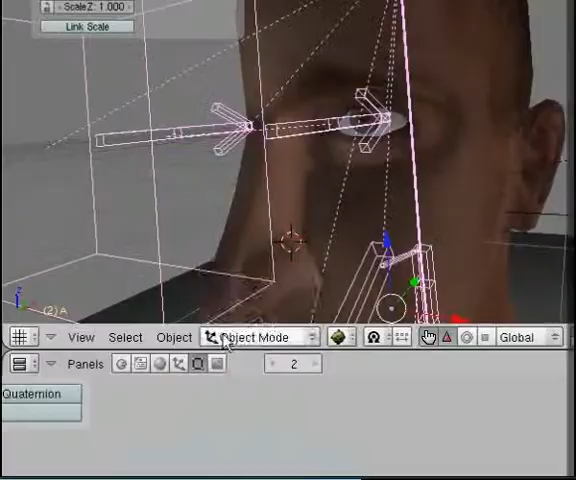 ScaleZ: 1.000
Link Scale
(2) A
View Select Object Object Mode Global
Panels 2
Quaternion